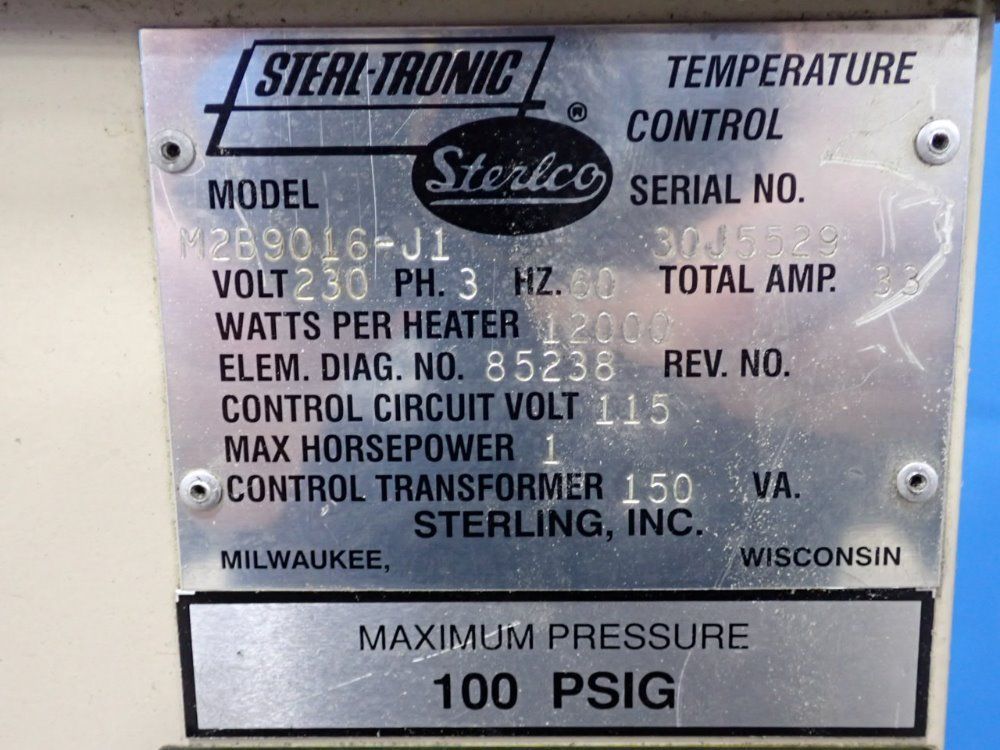 STERL-TRONIC TEMPERATURE
® CONTROL
Sterlco
MODEL SERIAL NO.
M2B9016-J1 30J5529
VOLT 230 PH. 3 HZ. 60 TOTAL AMP. 33
WATTS PER HEATER 12000
ELEM. DIAG. NO. 85238 REV. NO.
CONTROL CIRCUIT VOLT 115
MAX HORSEPOWER 1
CONTROL TRANSFORMER 150 VA.
STERLING, INC.
MILWAUKEE, WISCONSIN
MAXIMUM PRESSURE
100 PSIG